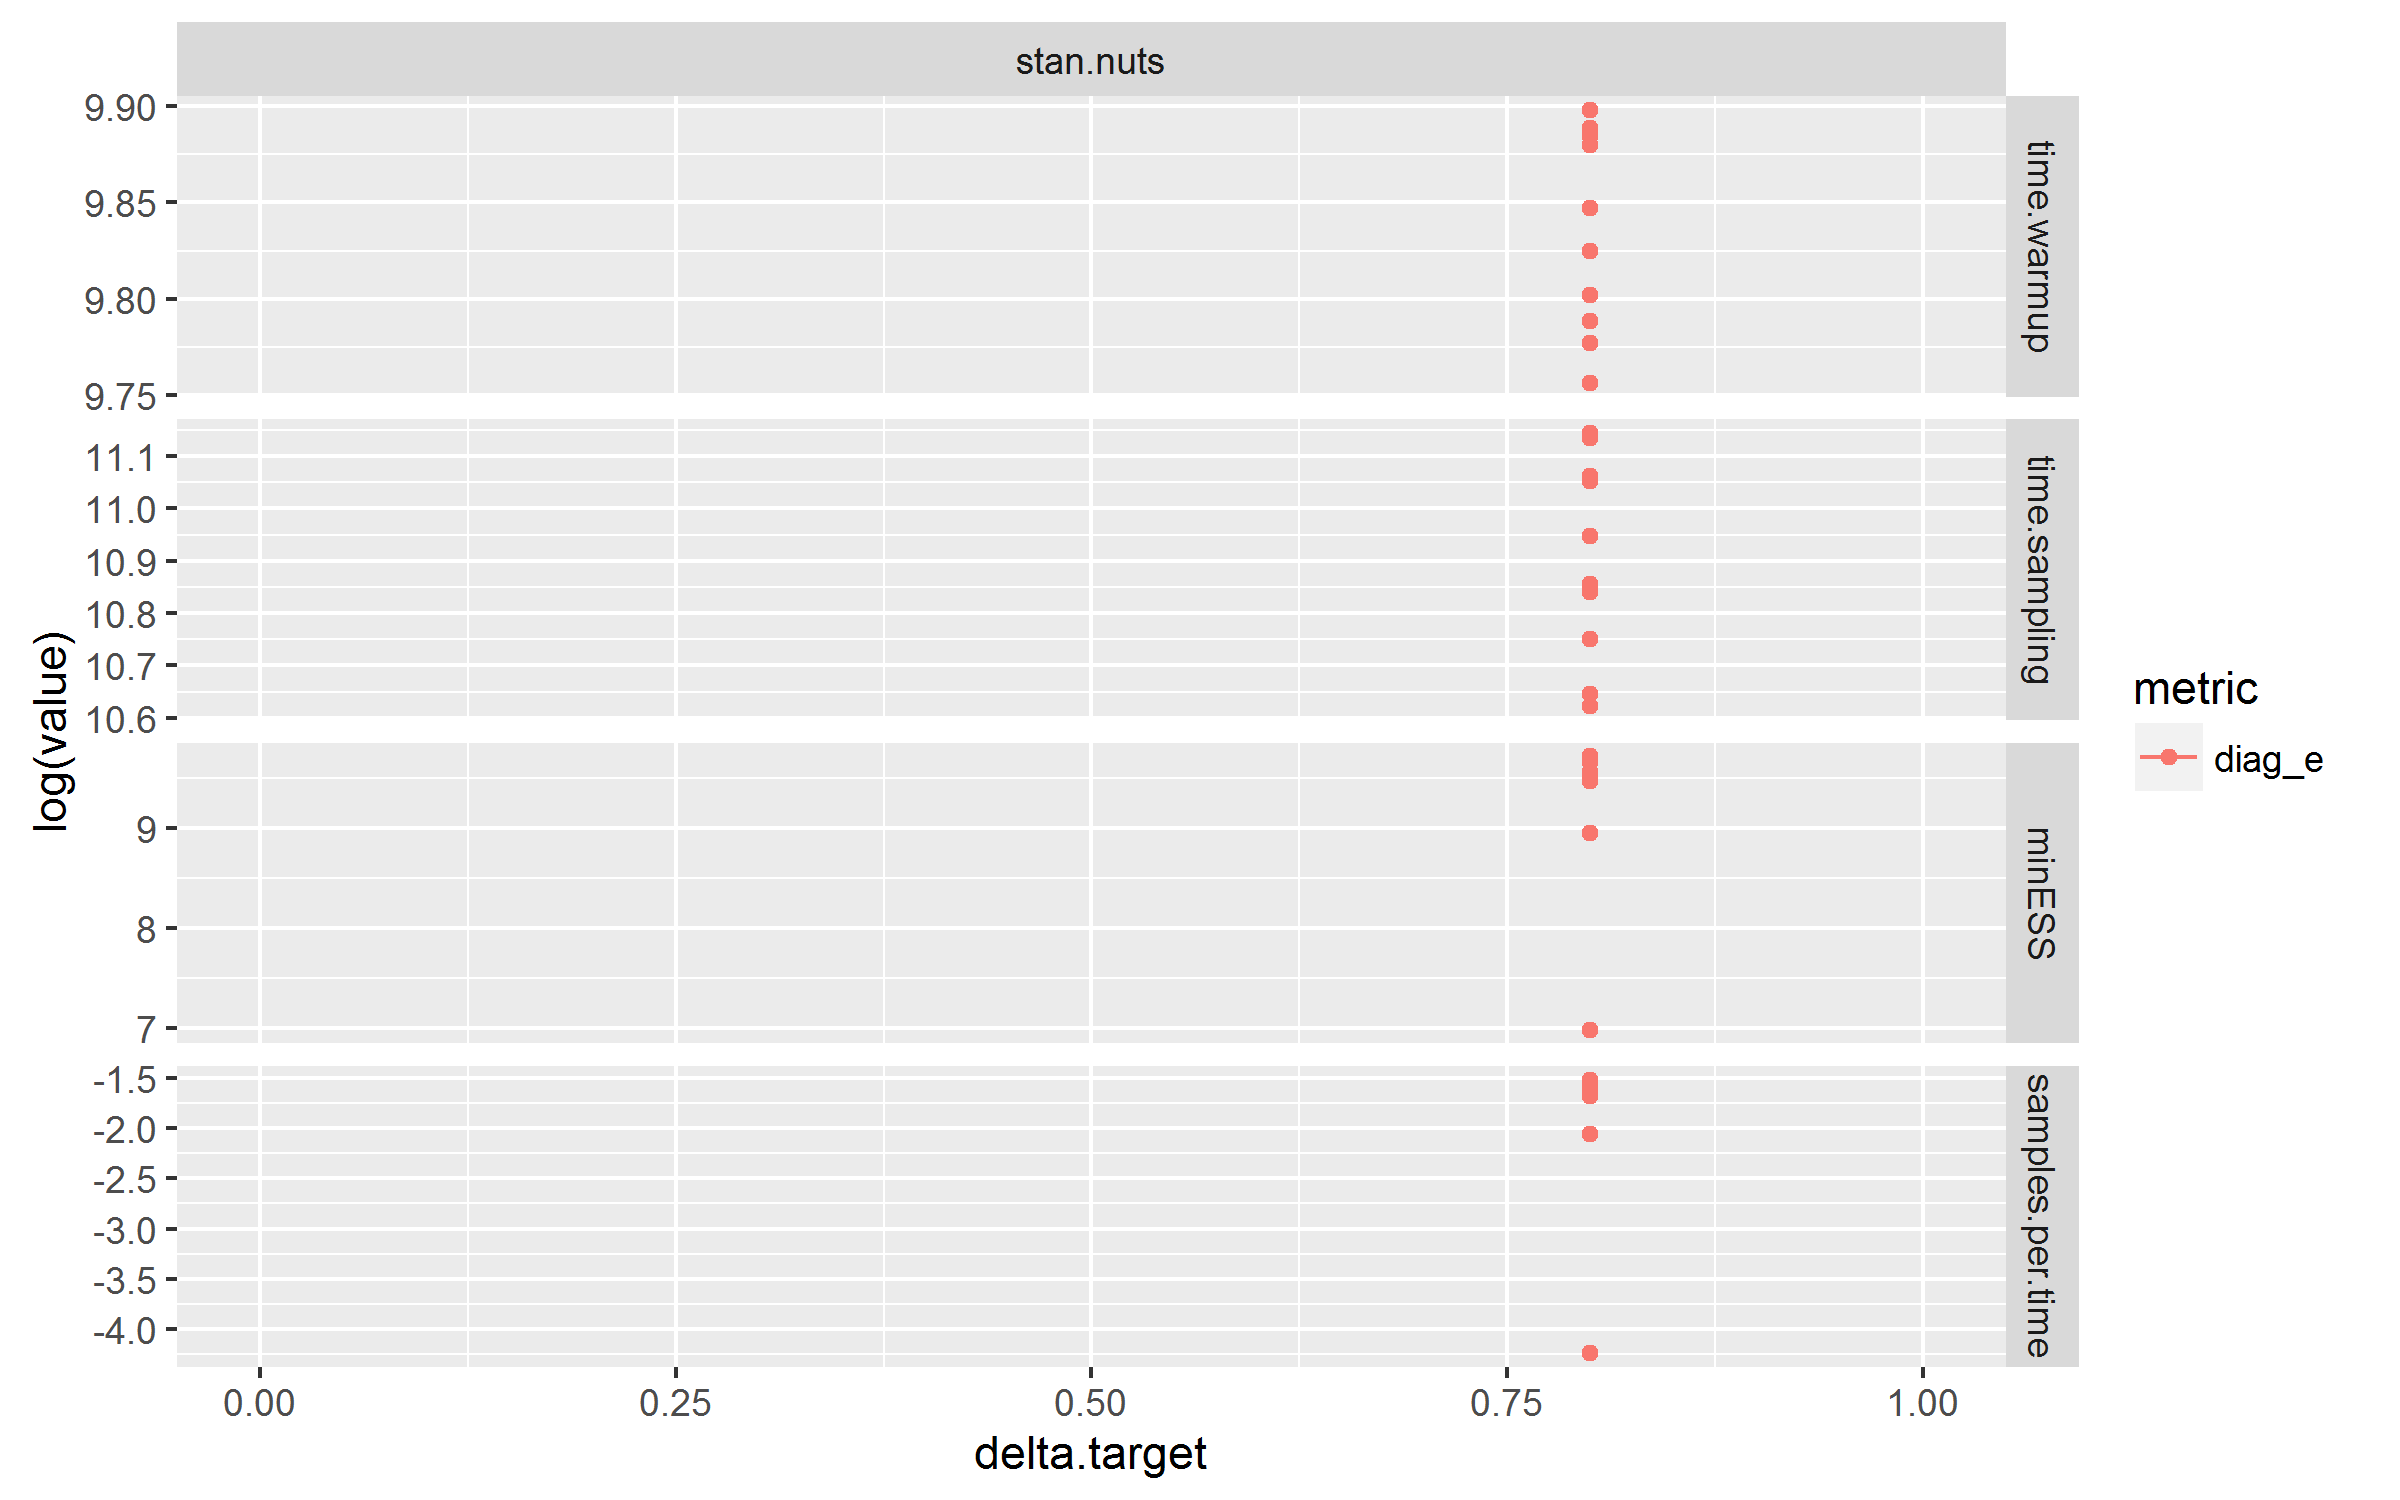 stan.nuts
9.90
9.85
9.80
9.75
time.warmup
11.1
11.0
10.9
10.8
10.7
10.6
time.sampling
9
8
7
minESS
-1.5
-2.0
-2.5
-3.0
-3.5
-4.0
samples.per.time
log(value)
0.00 0.25 0.50 0.75 1.00
delta.target
metric
diag_e